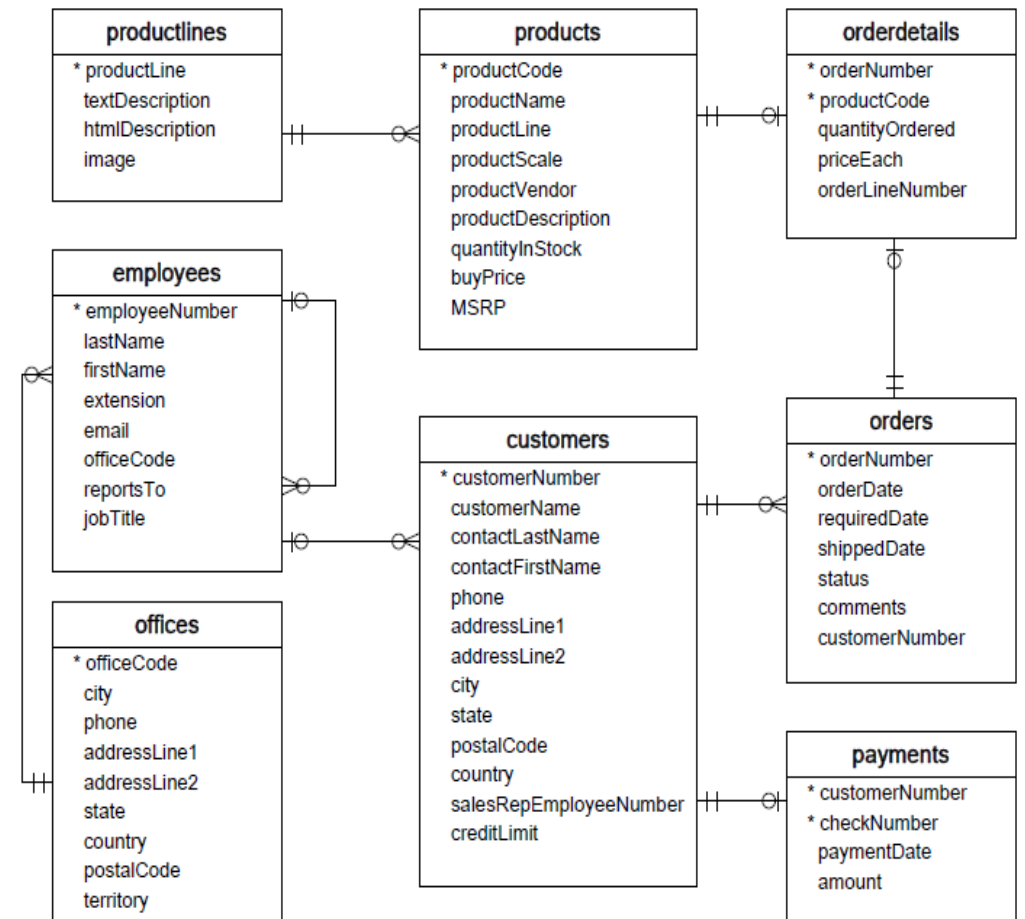 productlines
* productLine
textDescription
htmlDescription
image
products
* productCode
productName
productLine
productScale
productVendor
productDescription
quantityInStock
buyPrice
MSRP
orderdetails
* orderNumber
* productCode
quantityOrdered
priceEach
orderLineNumber
employees
* employeeNumber
lastName
firstName
extension
email
officeCode
reportsTo
jobTitle
customers
* customerNumber
customerName
contactLastName
contactFirstName
phone
addressLine1
addressLine2
city
state
postalCode
country
salesRepEmployeeNumber
creditLimit
orders
* orderNumber
orderDate
requiredDate
shippedDate
status
comments
customerNumber
offices
* officeCode
city
phone
addressLine1
addressLine2
state
country
postalCode
territory
payments
* customerNumber
* checkNumber
paymentDate
amount